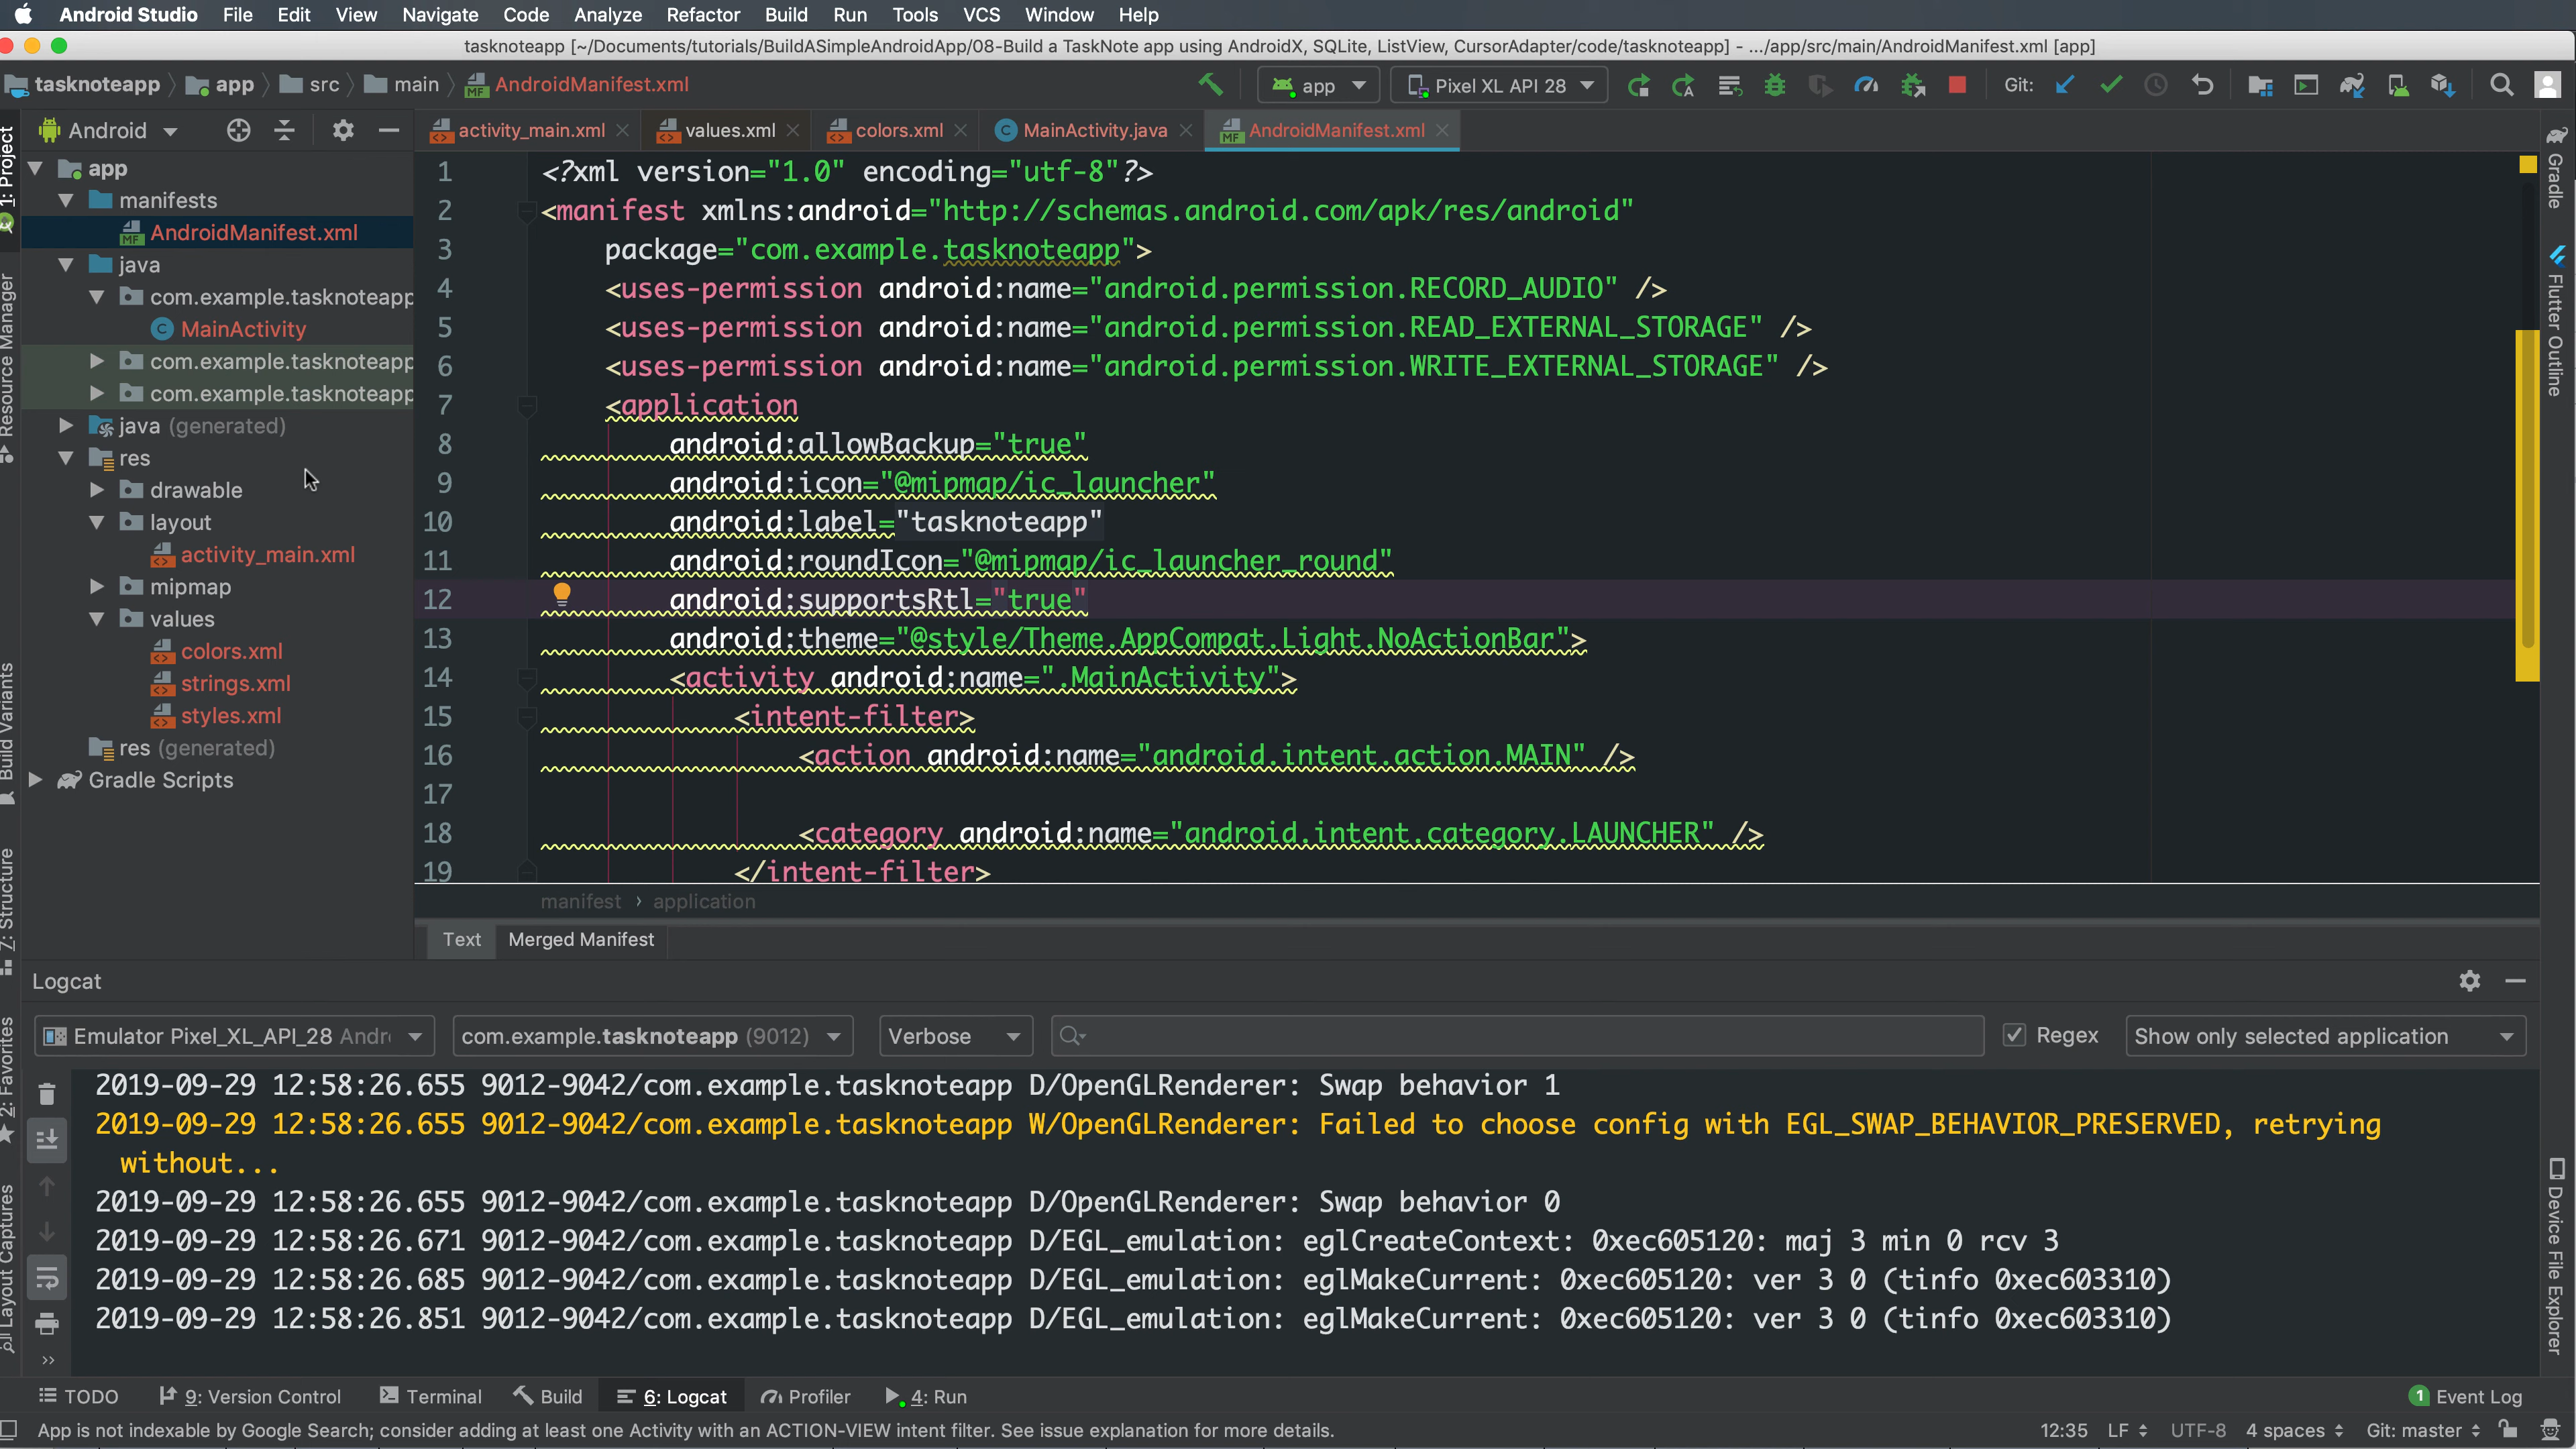 Android Studio File Edit View Navigate Code Analyze Refactor Build Run Tools VCS Window Help
tasknoteapp [~/Documents/tutorials/BuildASimpleAndroidApp/08-Build a TaskNote app using AndroidX, SQLite, ListView, CursorAdapter/code/tasknoteapp] - .../app/src/main/AndroidManifest.xml [app]
tasknoteapp app src main AndroidManifest.xml app Pixel XL API 28 Git:
Android
activity_main.xml values.xml colors.xml MainActivity.java AndroidManifest.xml
app
manifests
AndroidManifest.xml
java
com.example.tasknoteapp
MainActivity
com.example.tasknoteapp
com.example.tasknoteapp
java (generated)
res
drawable
layout
activity_main.xml
mipmap
values
colors.xml
strings.xml
styles.xml
res (generated)
Gradle Scripts
1 <?xml version="1.0" encoding="utf-8"?>
2 <manifest xmlns:android="http://schemas.android.com/apk/res/android"
3 package="com.example.tasknoteapp">
4 <uses-permission android:name="android.permission.RECORD_AUDIO" />
5 <uses-permission android:name="android.permission.READ_EXTERNAL_STORAGE" />
6 <uses-permission android:name="android.permission.WRITE_EXTERNAL_STORAGE" />
7 <application
8 android:allowBackup="true"
9 android:icon="@mipmap/ic_launcher"
10 android:label="tasknoteapp"
11 android:roundIcon="@mipmap/ic_launcher_round"
12 android:supportsRtl="true"
13 android:theme="@style/Theme.AppCompat.Light.NoActionBar">
14 <activity android:name=".MainActivity">
15 <intent-filter>
16 <action android:name="android.intent.action.MAIN" />
17
18 <category android:name="android.intent.category.LAUNCHER" />
19 </intent-filter>
manifest › application
Text Merged Manifest
Logcat
Emulator Pixel_XL_API_28 Andr com.example.tasknoteapp (9012) Verbose Regex Show only selected application
2019-09-29 12:58:26.655 9012-9042/com.example.tasknoteapp D/OpenGLRenderer: Swap behavior 1
2019-09-29 12:58:26.655 9012-9042/com.example.tasknoteapp W/OpenGLRenderer: Failed to choose config with EGL_SWAP_BEHAVIOR_PRESERVED, retrying
without...
2019-09-29 12:58:26.655 9012-9042/com.example.tasknoteapp D/OpenGLRenderer: Swap behavior 0
2019-09-29 12:58:26.671 9012-9042/com.example.tasknoteapp D/EGL_emulation: eglCreateContext: 0xec605120: maj 3 min 0 rcv 3
2019-09-29 12:58:26.685 9012-9042/com.example.tasknoteapp D/EGL_emulation: eglMakeCurrent: 0xec605120: ver 3 0 (tinfo 0xec603310)
2019-09-29 12:58:26.851 9012-9042/com.example.tasknoteapp D/EGL_emulation: eglMakeCurrent: 0xec605120: ver 3 0 (tinfo 0xec603310)
TODO 9: Version Control Terminal Build 6: Logcat Profiler 4: Run 1 Event Log
App is not indexable by Google Search; consider adding at least one Activity with an ACTION-VIEW intent filter. See issue explanation for more details. 12:35 LF UTF-8 4 spaces Git: master
1: Project
Resource Manager
Build Variants
7: Structure
2: Favorites
Layout Captures
Gradle
Flutter Outline
Device File Explorer